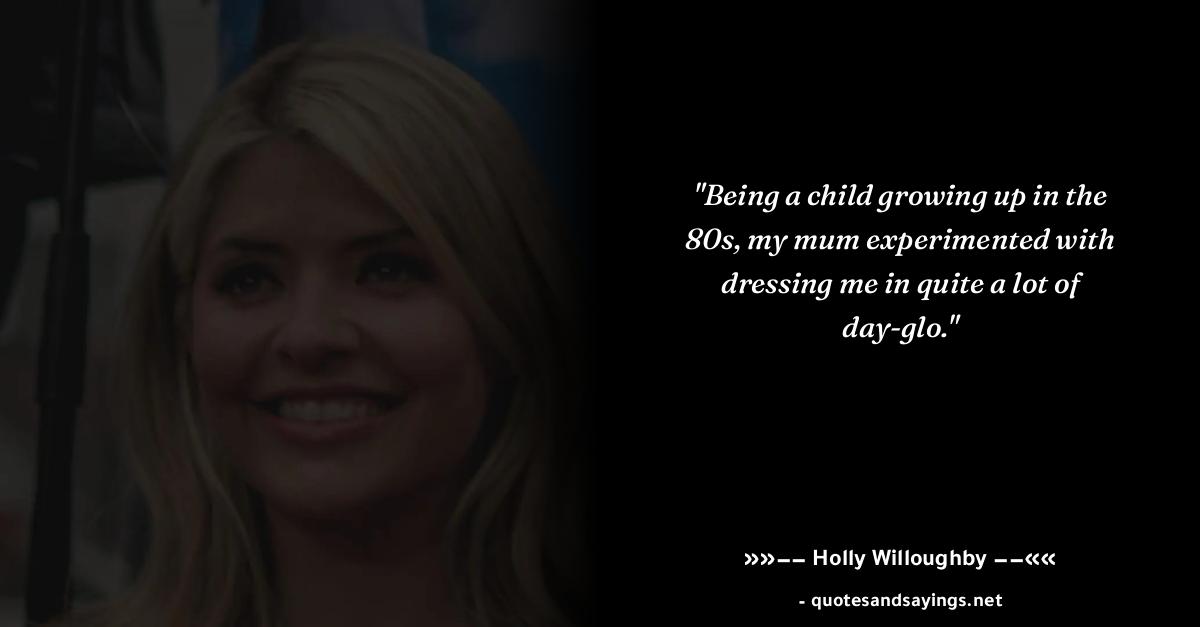 "Being a child growing up in the
80s, my mum experimented with
dressing me in quite a lot of
day-glo."
»»–– Holly Willoughby ––««
- quotesandsayings.net